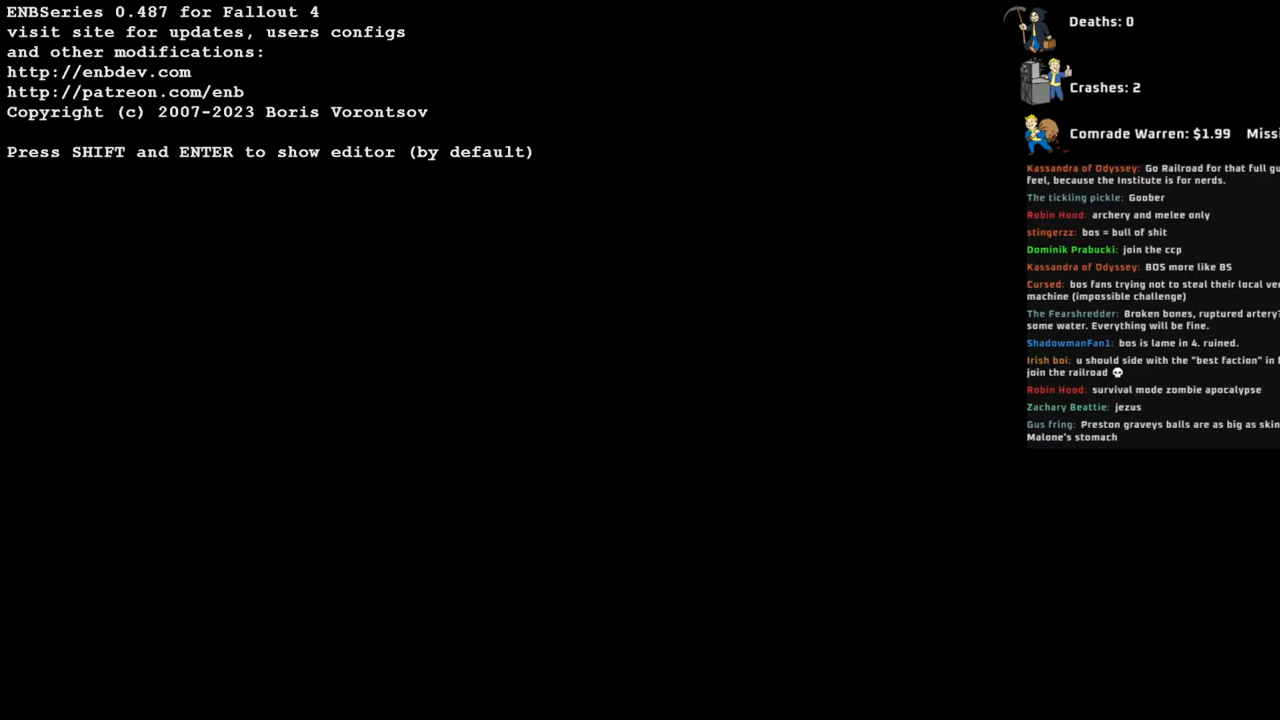 ENBSeries 0.487 for Fallout 4
visit site for updates, users configs
and other modifications:
http://enbdev.com
http://patreon.com/enb
Copyright (c) 2007-2023 Boris Vorontsov
Press SHIFT and ENTER to show editor (by default)
Deaths: 0
Crashes: 2
Comrade Warren: $1.99
Kassandra of Odyssey: Go Railroad for that full
feel, because the Institute is for nerds.
The tickling pickle: Goober
Robin Hood: archery and melee only
stingerzz: bos = bull of shit
Dominik Prabucki: join the ccp
Kassandra of Odyssey: BOS more like BS
Cursed: bos fans trying not to steal their local
machine (impossible challenge)
The Fearshredder: Broken bones, ruptured artery?
some water. Everything will be fine.
ShadowmanFan1: bos is lame in 4. ruined.
Irish boi: u should side with the "best faction" in
join the railroad 💀
Robin Hood: survival mode zombie apocalypse
Zachary Beattie: jezus
Gus fring: Preston graveys balls are as big as
Malone's stomach